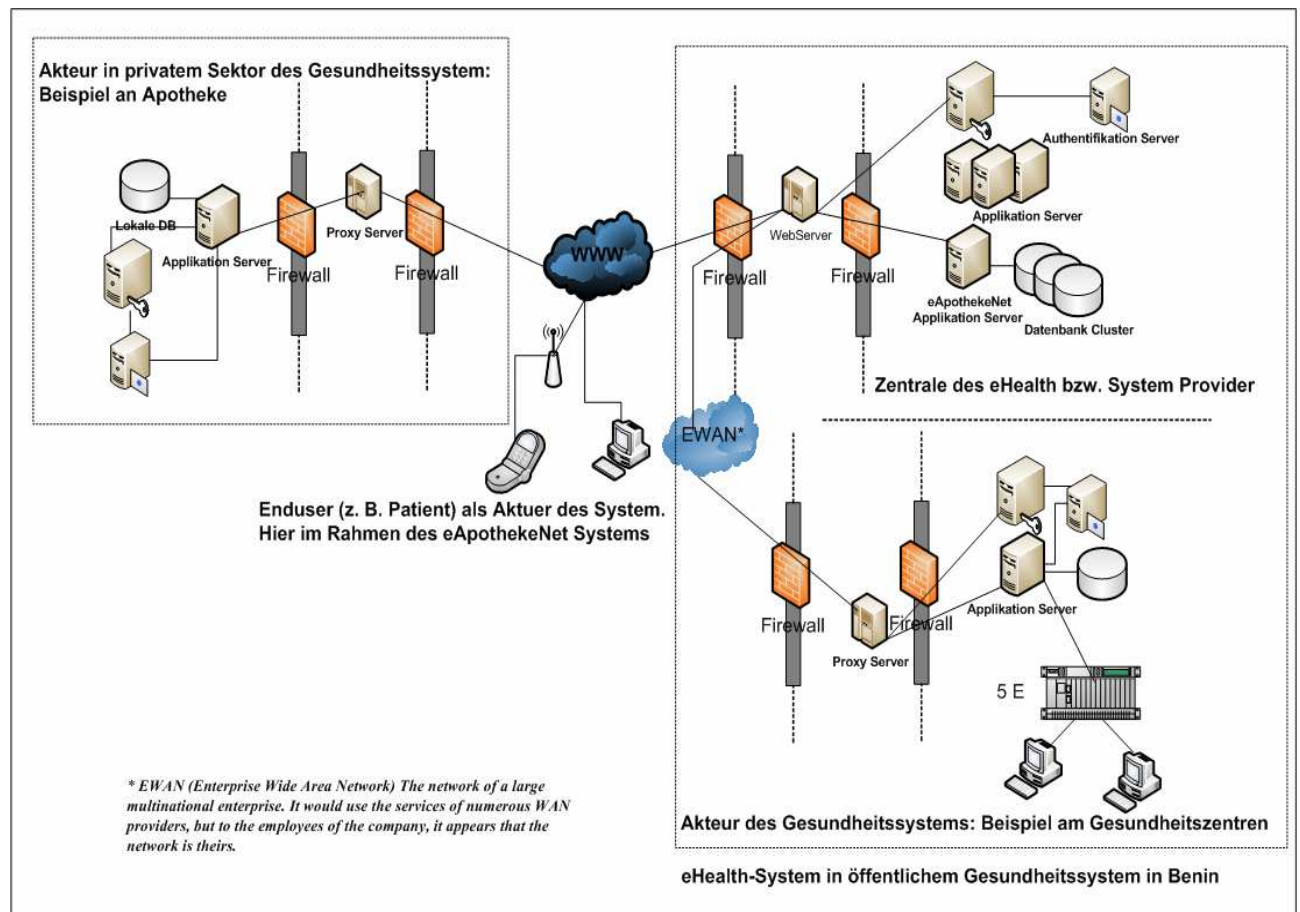 Akteur in privatem Sektor des Gesundheitssystem:
Beispiel an Apotheke
Lokale DB
Applikation Server
Firewall
Proxy Server
Firewall
WWW
Enduser (z. B. Patient) als Aktuer des System.
Hier im Rahmen des eApothekeNet Systems
Firewall
WebServer
Firewall
Authentifikation Server
Applikation Server
eApothekeNet
Applikation Server
Datenbank Cluster
Zentrale des eHealth bzw. System Provider
EWAN*
Firewall
Proxy Server
Firewall
Applikation Server
5 E
Akteur des Gesundheitssystems: Beispiel am Gesundheitszentren
eHealth-System in öffentlichem Gesundheitssystem in Benin
* EWAN (Enterprise Wide Area Network) The network of a large
multinational enterprise. It would use the services of numerous WAN
providers, but to the employees of the company, it appears that the
network is theirs.